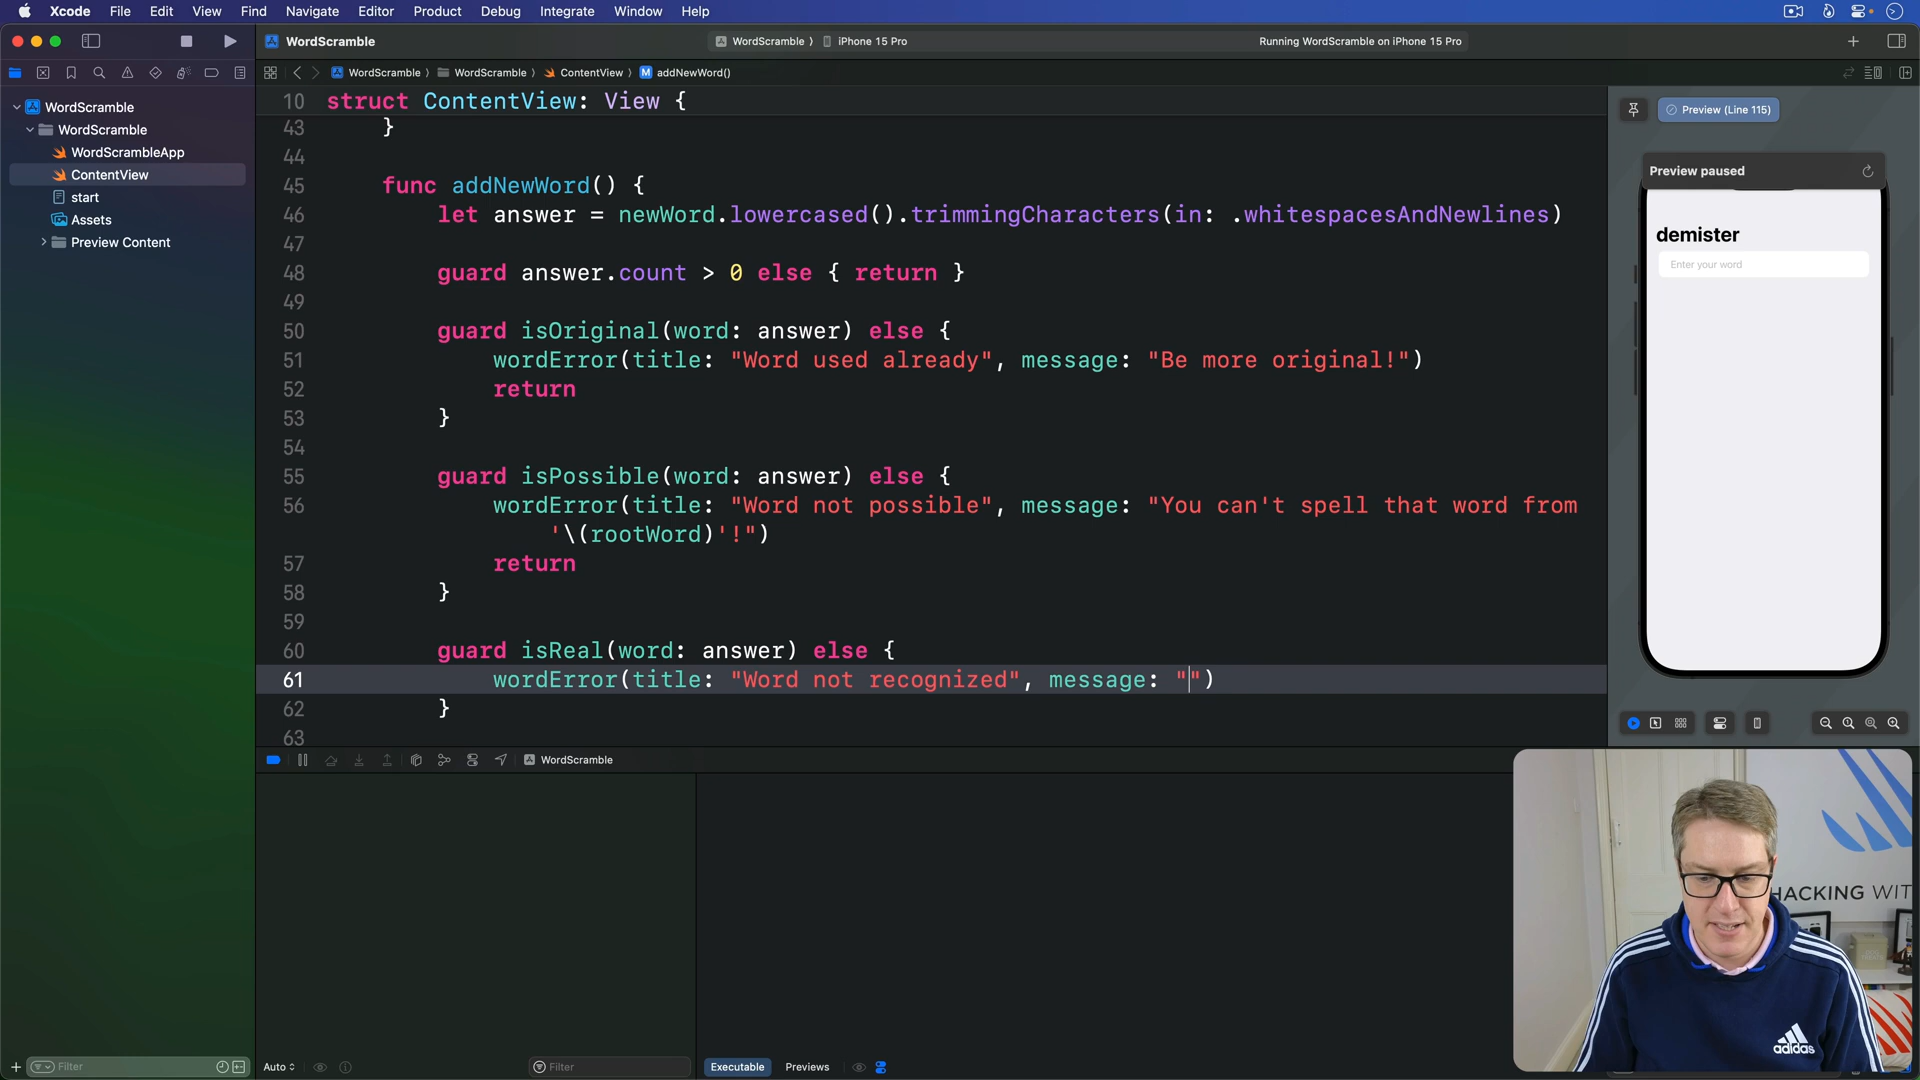 Xcode File Edit View Find Navigate Editor Product Debug Integrate Window Help
WordScramble
WordScramble iPhone 15 Pro
Running WordScramble on iPhone 15 Pro
WordScramble
WordScramble
WordScrambleApp
ContentView
start
Assets
Preview Content
WordScramble WordScramble ContentView M addNewWord()
10 struct ContentView: View {
43 }
44
45 func addNewWord() {
46 let answer = newWord.lowercased().trimmingCharacters(in: .whitespacesAndNewlines)
47
48 guard answer.count > 0 else { return }
49
50 guard isOriginal(word: answer) else {
51 wordError(title: "Word used already", message: "Be more original!")
52 return
53 }
54
55 guard isPossible(word: answer) else {
56 wordError(title: "Word not possible", message: "You can't spell that word from
'\(rootWord)'!")
57 return
58 }
59
60 guard isReal(word: answer) else {
61 wordError(title: "Word not recognized", message: "")
62 }
63
Preview (Line 115)
Preview paused
demister
Enter your word
WordScramble
HACKING WIT
adidas
Filter
Auto
Filter
Executable Previews